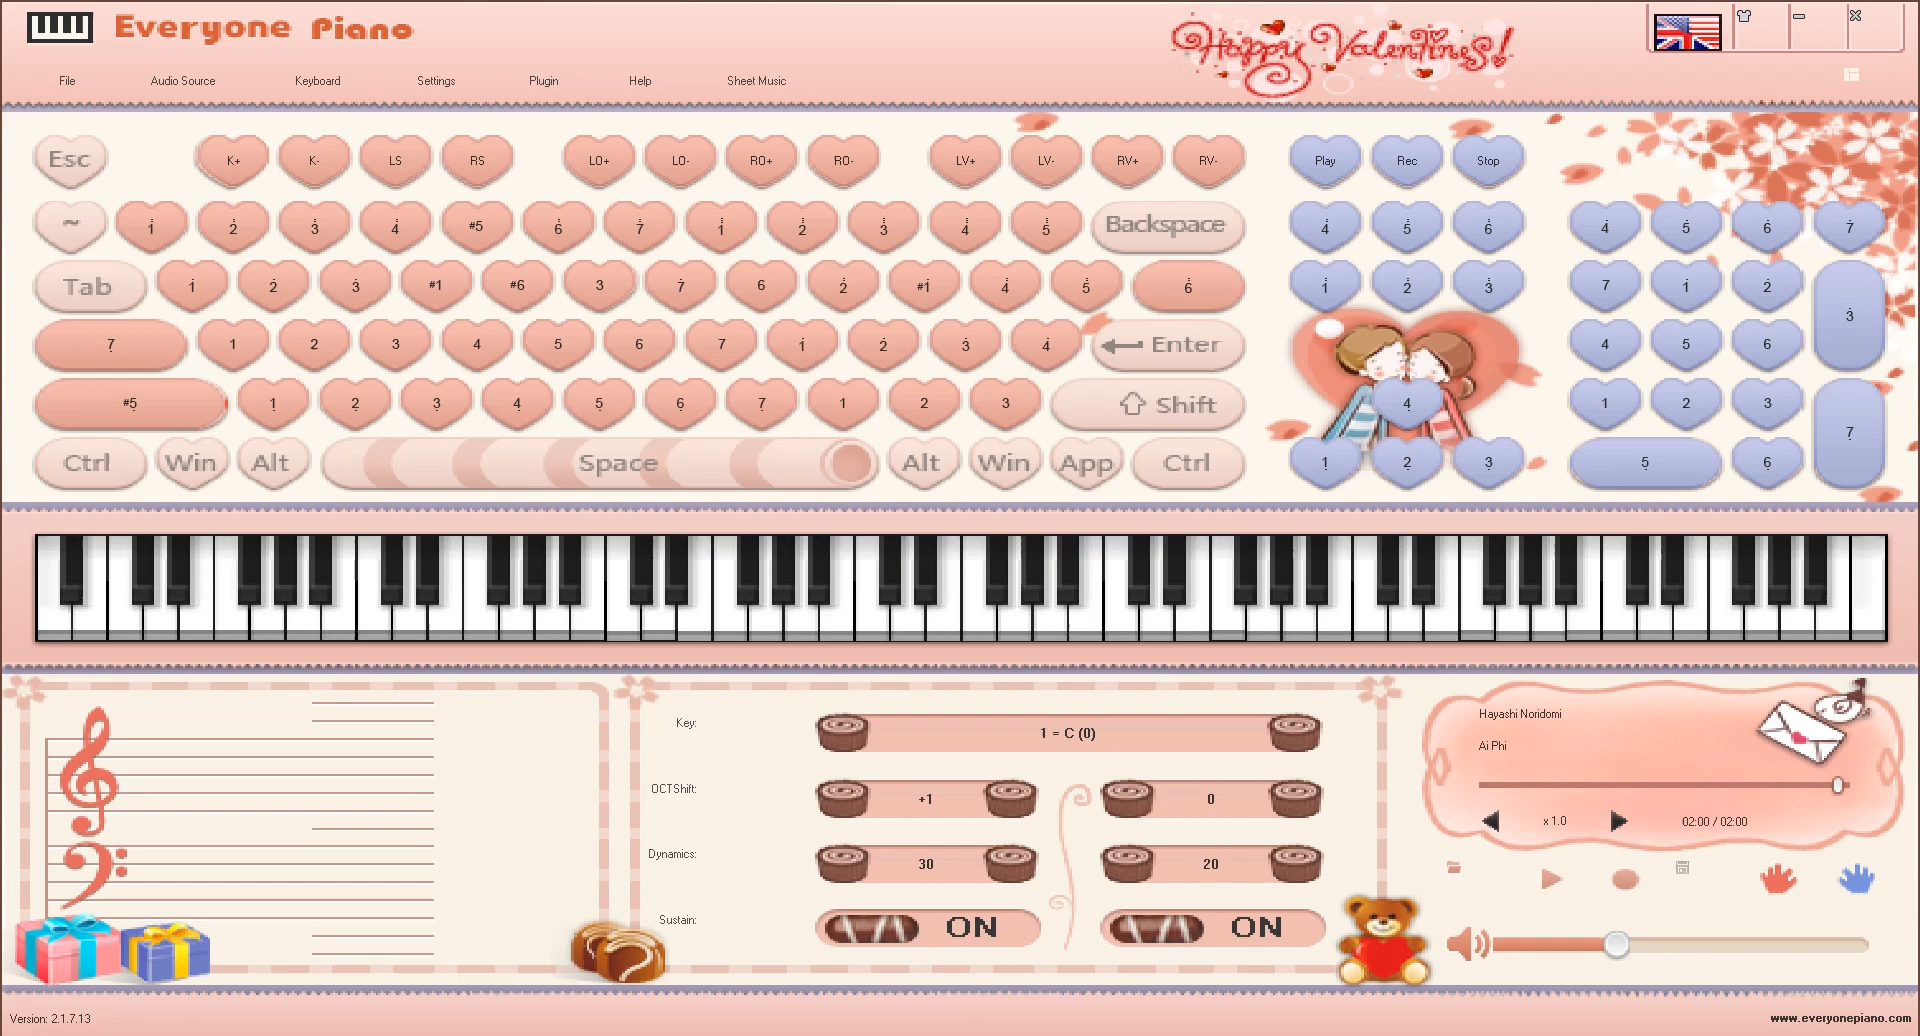 Everyone Piano
Happy Valentines!
File Audio Source Keyboard Settings Plugin Help Sheet Music
Esc K+ K- LS RS LO+ LO- RO+ RO- LV+ LV- RV+ RV- Play Rec Stop
~ 1 2 3 4 #5 6 7 1 2 3 4 5 Backspace 4 5 6 4 5 6 7
Tab 1 2 3 #1 #6 3 7 6 2 #1 4 5 6 1 2 3 7 1 2 3
7 1 2 3 4 5 6 7 1 2 3 4 Enter 4 5 6
#5 1 2 3 4 5 6 7 1 2 3 Shift 4 1 2 3 7
Ctrl Win Alt Space Alt Win App Ctrl 1 2 3 5 6
Key: 1 = C (0)
OCTShift: +1 0
Dynamics: 30 20
Sustain: ON ON
Hayashi Noridomi
Ai Phi
x 1.0 02:00 / 02:00
Version: 2.1.7.13
www.everyonepiano.com